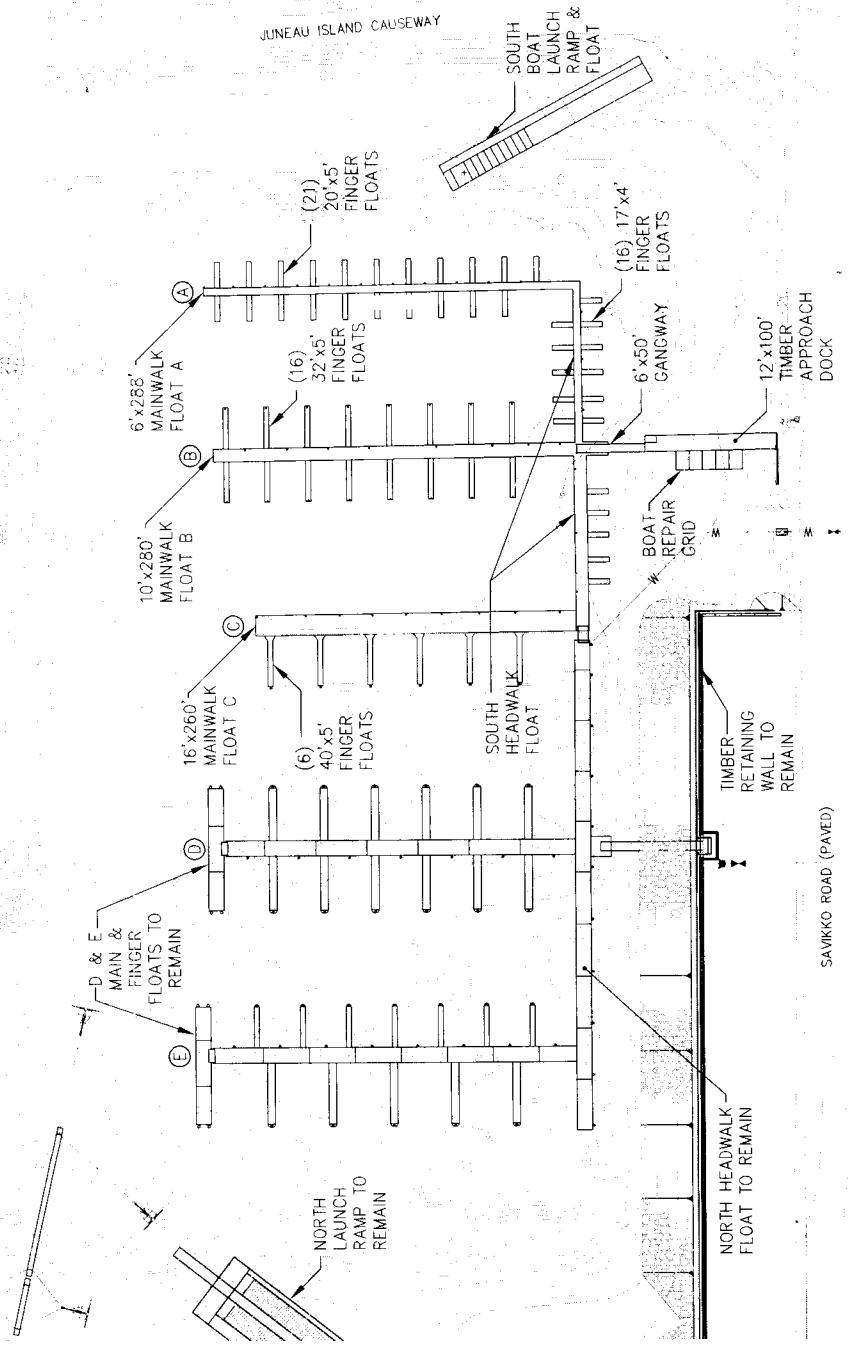 JUNEAU ISLAND CAUSEWAY
SOUTH
BOAT
LAUNCH
RAMP &
FLOAT
(21)
20'x5'
FINGER
FLOATS
A
6'x288'
MAINWALK
FLOAT A
(16)
32'x5'
FINGER
FLOATS
(16) 17'x4'
FINGER
FLOATS
B
10'x280'
MAINWALK
FLOAT B
6'x50'
GANGWAY
12'x100'
TIMBER
APPROACH
DOCK
BOAT
REPAIR
GRID
W
W
W
C
16'x260'
MAINWALK
FLOAT C
(6)
40'x5'
FINGER
FLOATS
SOUTH
HEADWALK
FLOAT
TIMBER
RETAINING
WALL TO
REMAIN
D
D & E
MAIN &
FINGER
FLOATS TO
REMAIN
E
SAVIKKO ROAD (PAVED)
NORTH
LAUNCH
RAMP TO
REMAIN
NORTH HEADWALK
FLOAT TO REMAIN